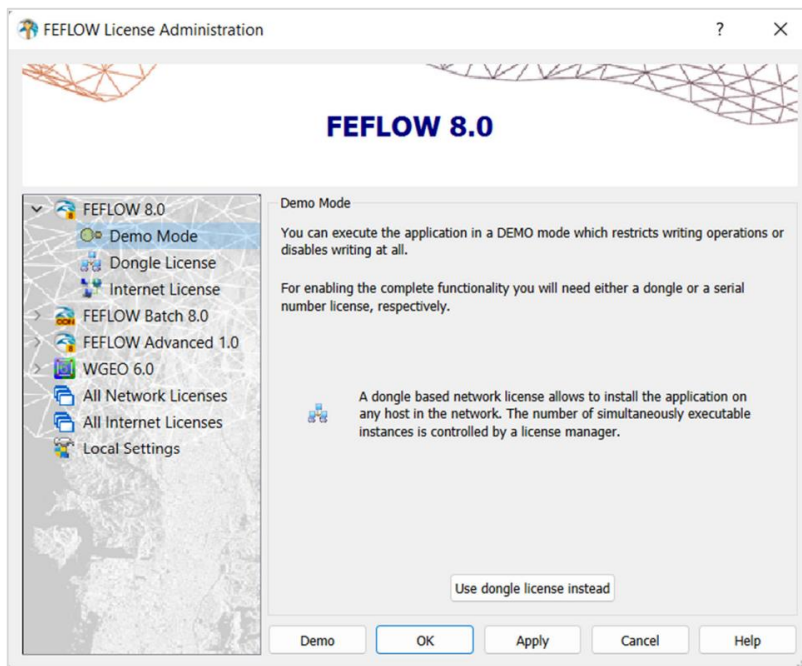 FEFLOW License Administration
?
FEFLOW 8.0
FEFLOW 8.0
Demo Mode
Dongle License
Internet License
FEFLOW Batch 8.0
FEFLOW Advanced 1.0
WGEO 6.0
All Network Licenses
All Internet Licenses
Local Settings
Demo Mode
You can execute the application in a DEMO mode which restricts writing operations or
disables writing at all.
For enabling the complete functionality you will need either a dongle or a serial
number license, respectively.
A dongle based network license allows to install the application on
any host in the network. The number of simultaneously executable
instances is controlled by a license manager.
Use dongle license instead
Demo
OK
Apply
Cancel
Help